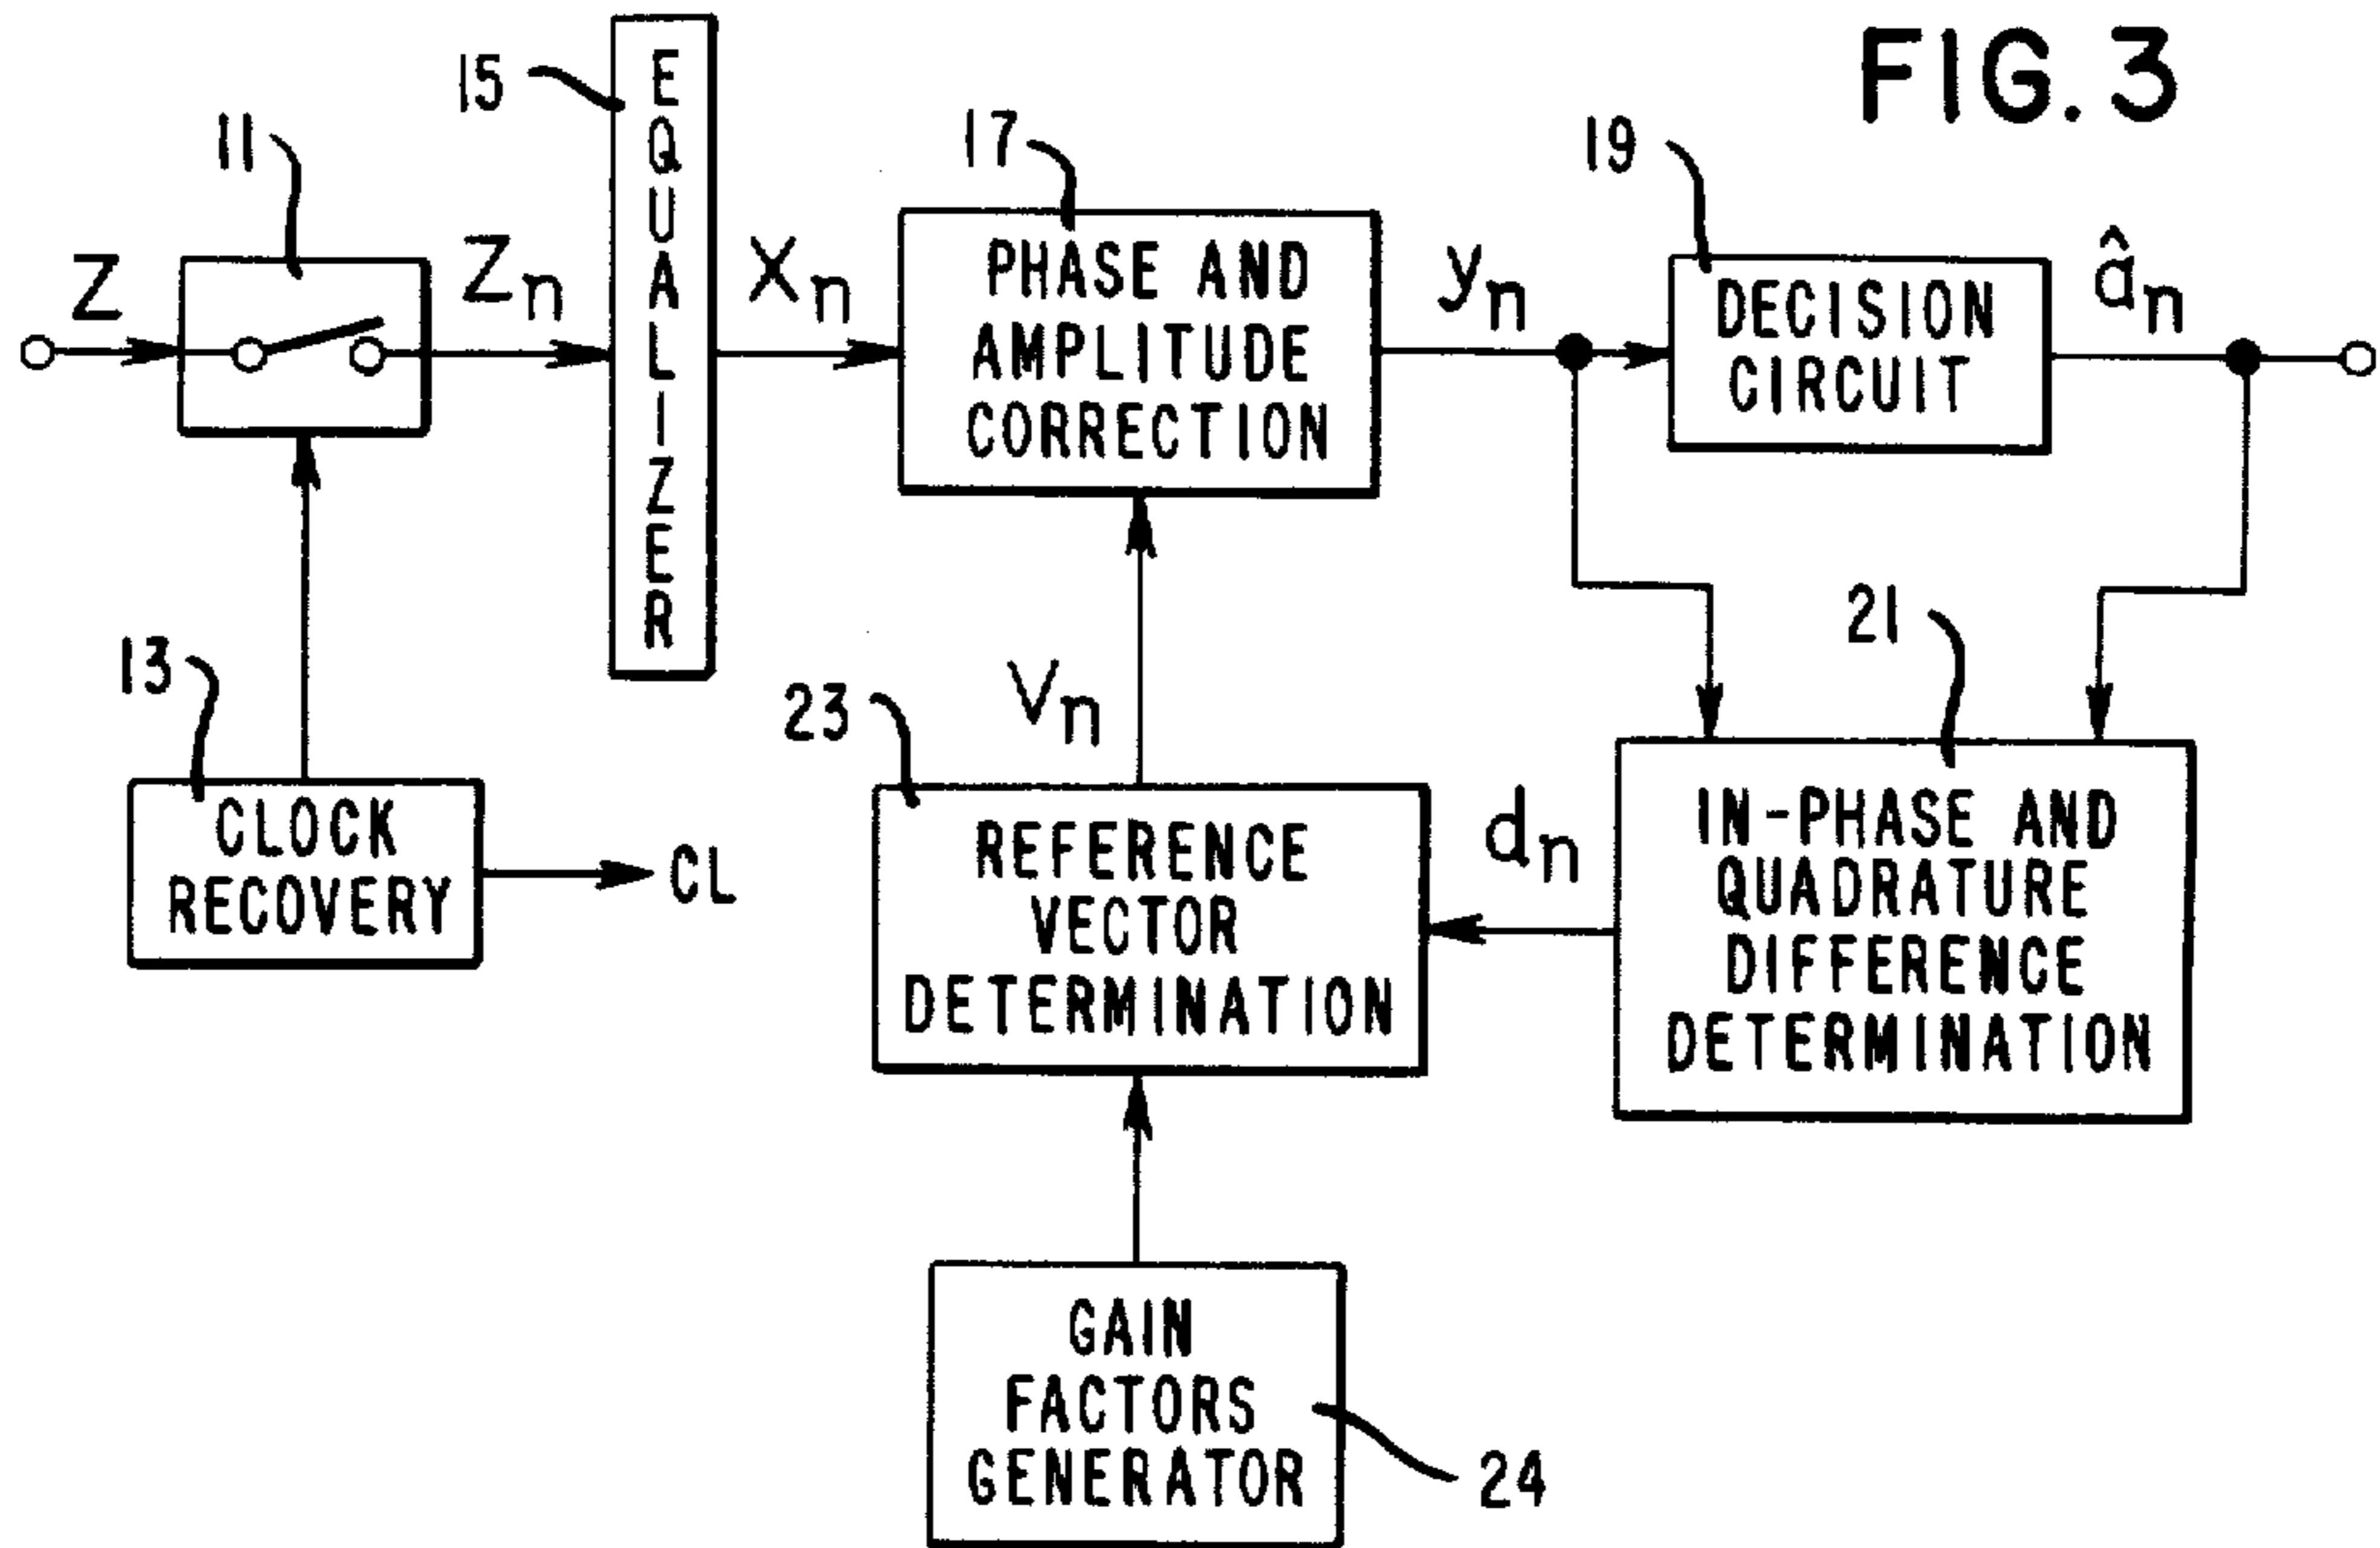 FIG. 3
11
15
17
19
Z
Zn
EQUALIZER
Xn
PHASE AND
AMPLITUDE
CORRECTION
yn
DECISION
CIRCUIT
ân
13
CLOCK
RECOVERY
CL
23
Vn
REFERENCE
VECTOR
DETERMINATION
dn
21
IN-PHASE AND
QUADRATURE
DIFFERENCE
DETERMINATION
GAIN
FACTORS
GENERATOR
24